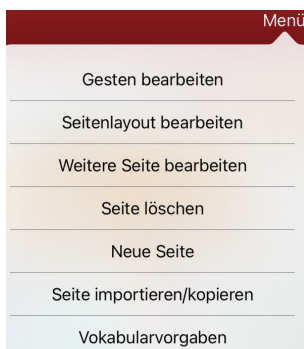 Menü
Gesten bearbeiten
Seitenlayout bearbeiten
Weitere Seite bearbeiten
Seite löschen
Neue Seite
Seite importieren/kopieren
Vokabularvorgaben